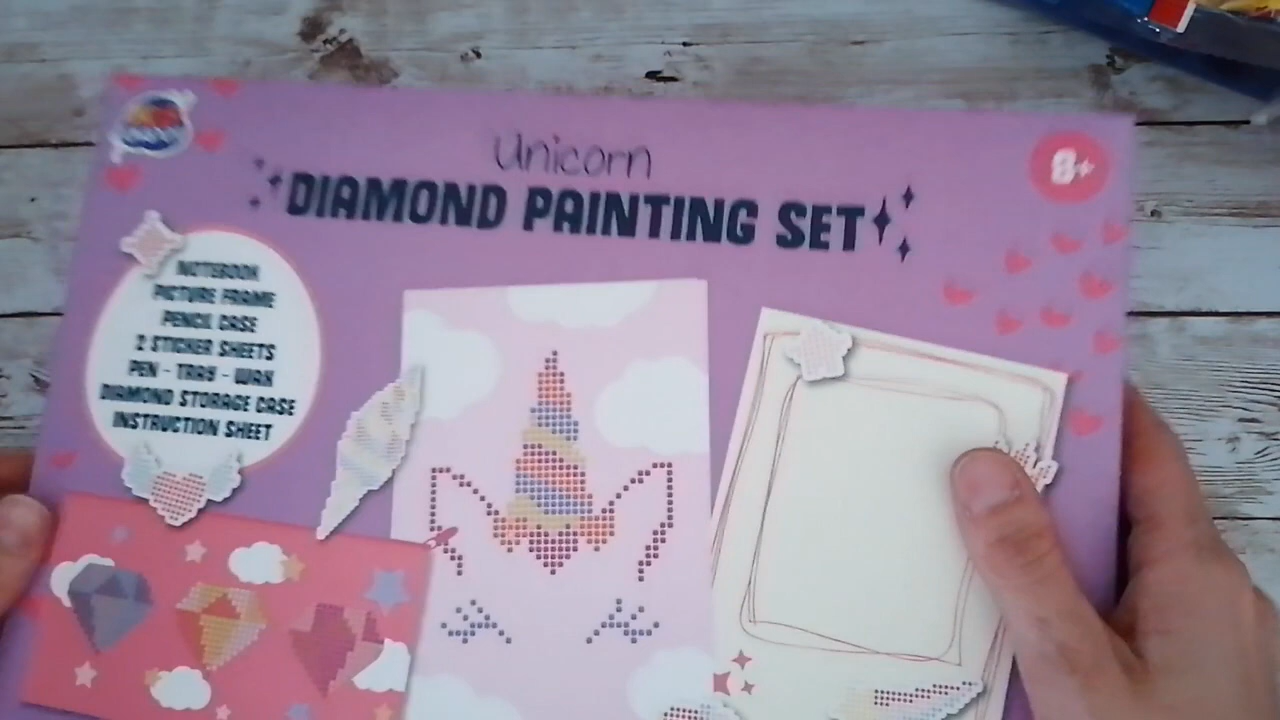 Unicorn
DIAMOND PAINTING SET
8+
NOTEBOOK
PICTURE FRAME
PENCIL CASE
2 STICKER SHEETS
PEN - TRAY - WAX
DIAMOND STORAGE CASE
INSTRUCTION SHEET